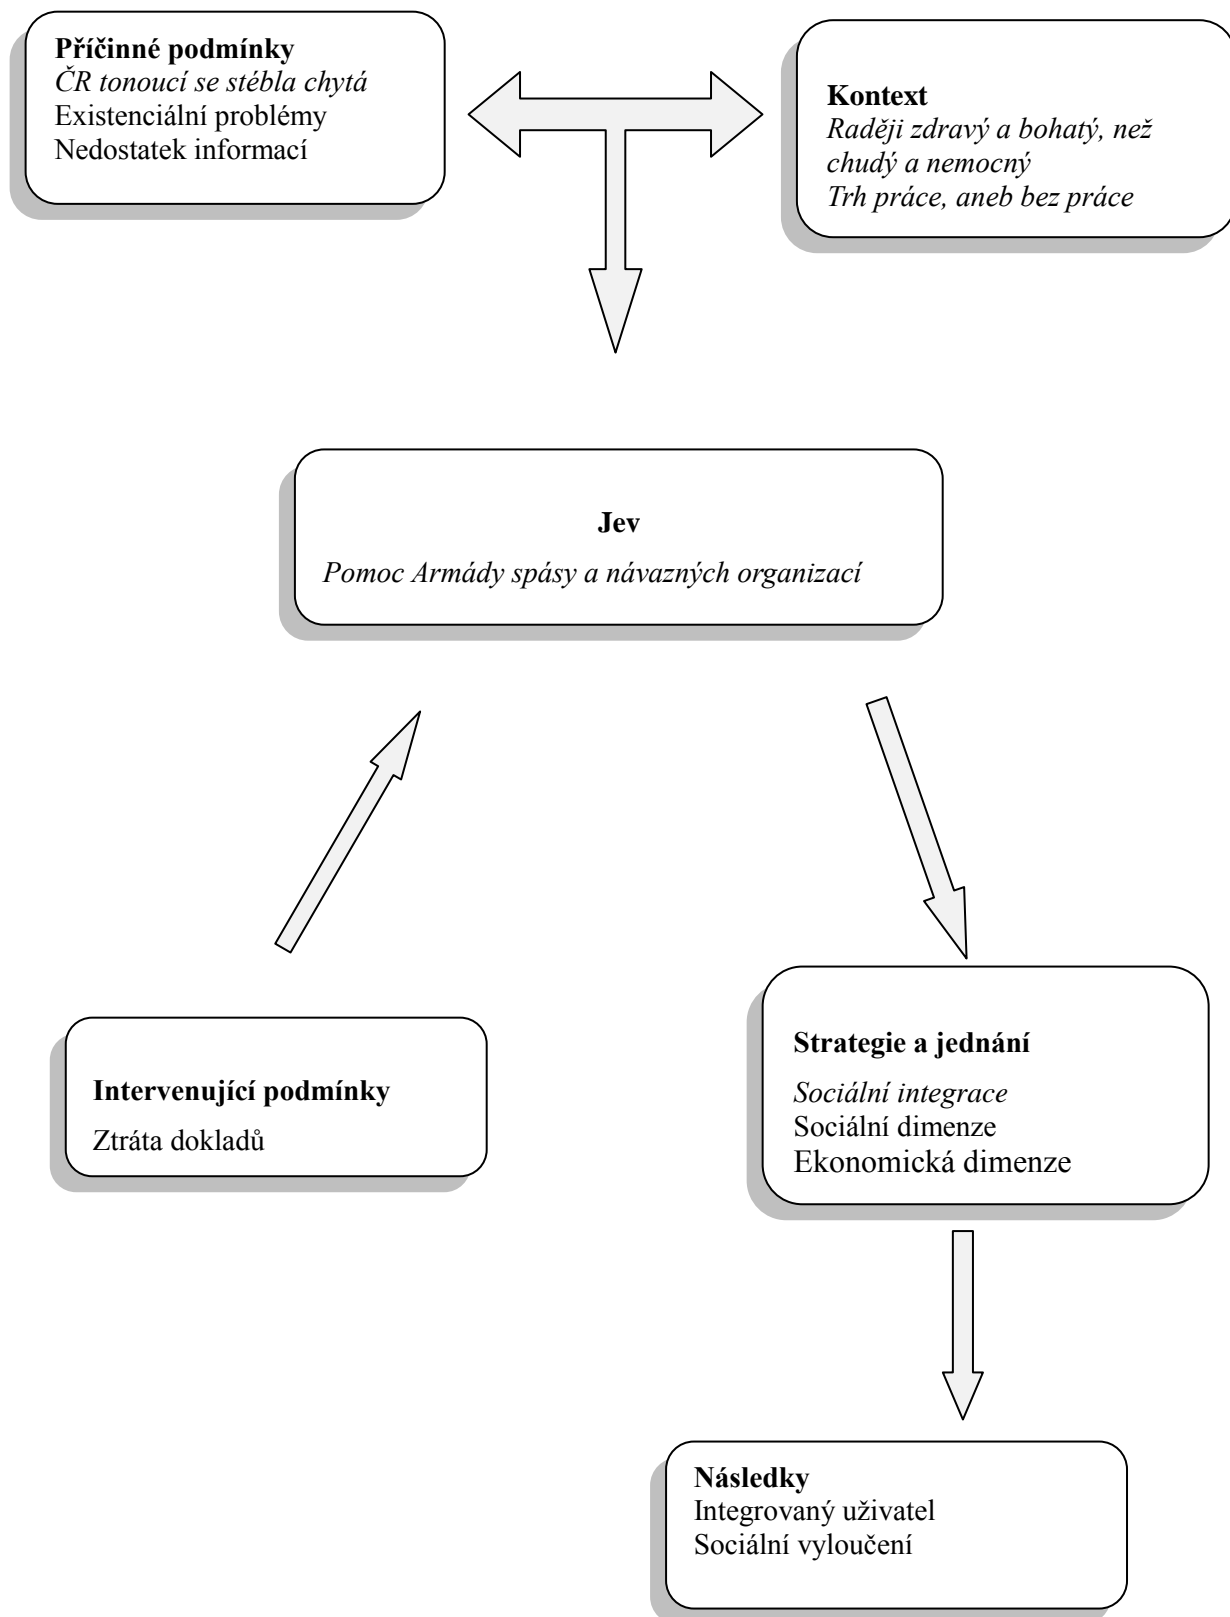 Příčinné podmínky
ČR tonoucí se stébla chytá
Existenciální problémy
Nedostatek informací
Kontext
Raději zdravý a bohatý, než
chudý a nemocný
Trh práce, aneb bez práce
Jev
Pomoc Armády spásy a návazných organizací
Intervenující podmínky
Ztráta dokladů
Strategie a jednání
Sociální integrace
Sociální dimenze
Ekonomická dimenze
Následky
Integrovaný uživatel
Sociální vyloučení